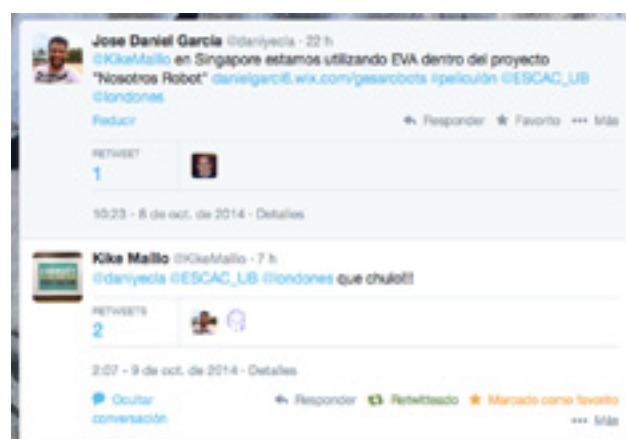 Jose Daniel García @daniyecla · 22 h
@KikeMaillo en Singapore estamos utilizando EVA dentro del proyecto
"Nosotros Robot" danielgarci6.wix.com/gesarobots #peliculón @ESCAC_UB
@londones
Reducir Responder Favorito Más
RETWEET
1
10:23 - 8 de oct. de 2014 · Detalles
Kike Maíllo @KikeMaillo · 7 h
@daniyecla @ESCAC_UB @londones que chulo!!!
RETWEETS
2
2:07 - 9 de oct. de 2014 · Detalles
Ocultar Responder Retwitteado Marcado como favorito
conversación Más